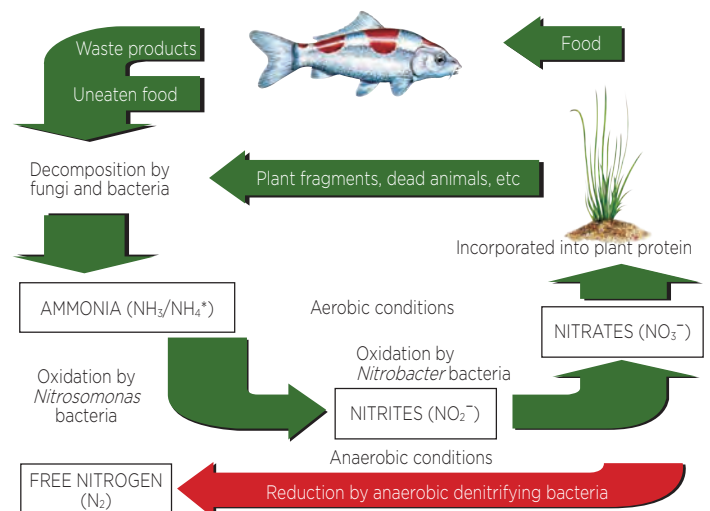 Waste products
Food
Uneaten food
Decomposition by
fungi and bacteria
Plant fragments, dead animals, etc
Incorporated into plant protein
AMMONIA (NH₃/NH₄*)
Aerobic conditions
NITRATES (NO₃⁻)
Oxidation by
Nitrosomonas
bacteria
Oxidation by
Nitrobacter bacteria
NITRITES (NO₂⁻)
Anaerobic conditions
FREE NITROGEN
(N₂)
Reduction by anaerobic denitrifying bacteria